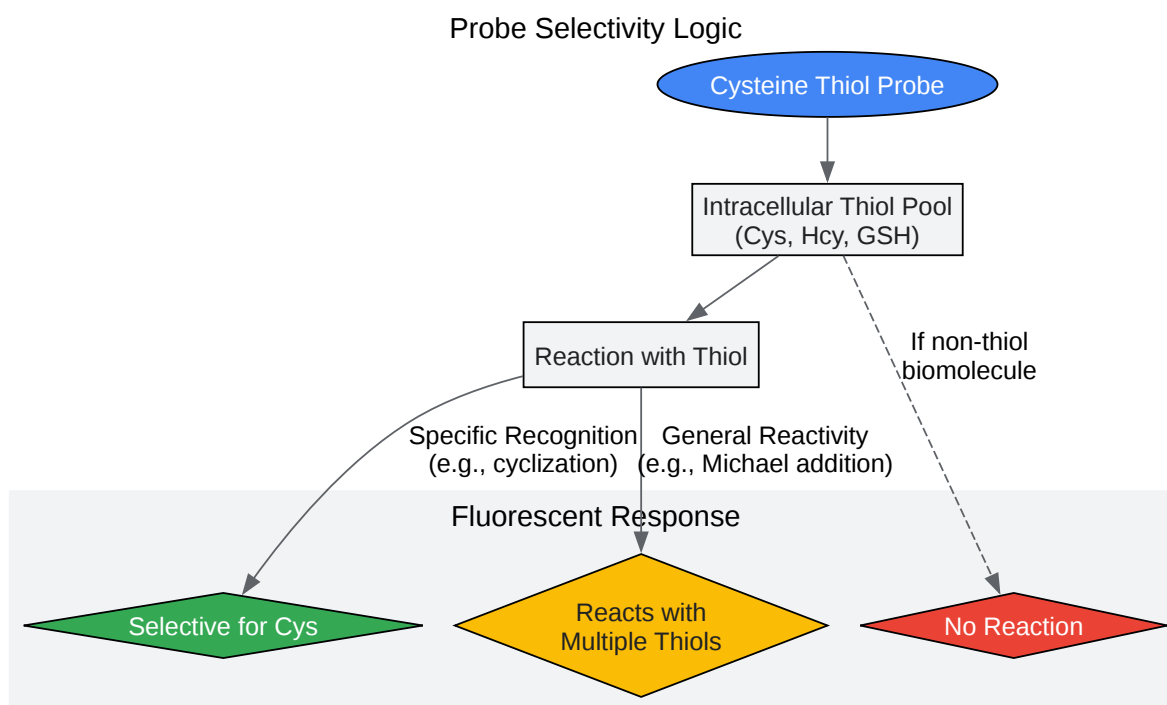 Probe Selectivity Logic
Cysteine Thiol Probe
Intracellular Thiol Pool
(Cys, Hcy, GSH)
Reaction with Thiol
If non-thiol
biomolecule
Specific Recognition
(e.g., cyclization)
General Reactivity
(e.g., Michael addition)
Fluorescent Response
Selective for Cys
Reacts with
Multiple Thiols
No Reaction